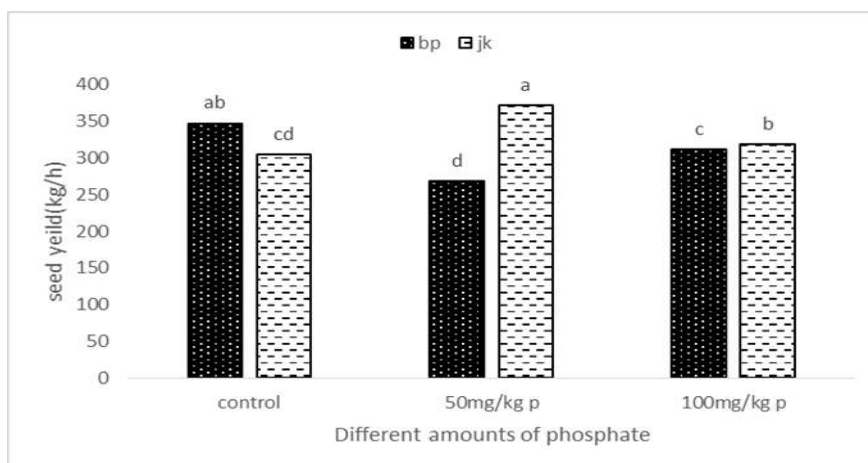 bp jk
400
350
300
250
200
150
100
50
0
seed yeild(kg/h)
ab
cd
d
a
c
b
control 50mg/kg p 100mg/kg p
Different amounts of phosphate